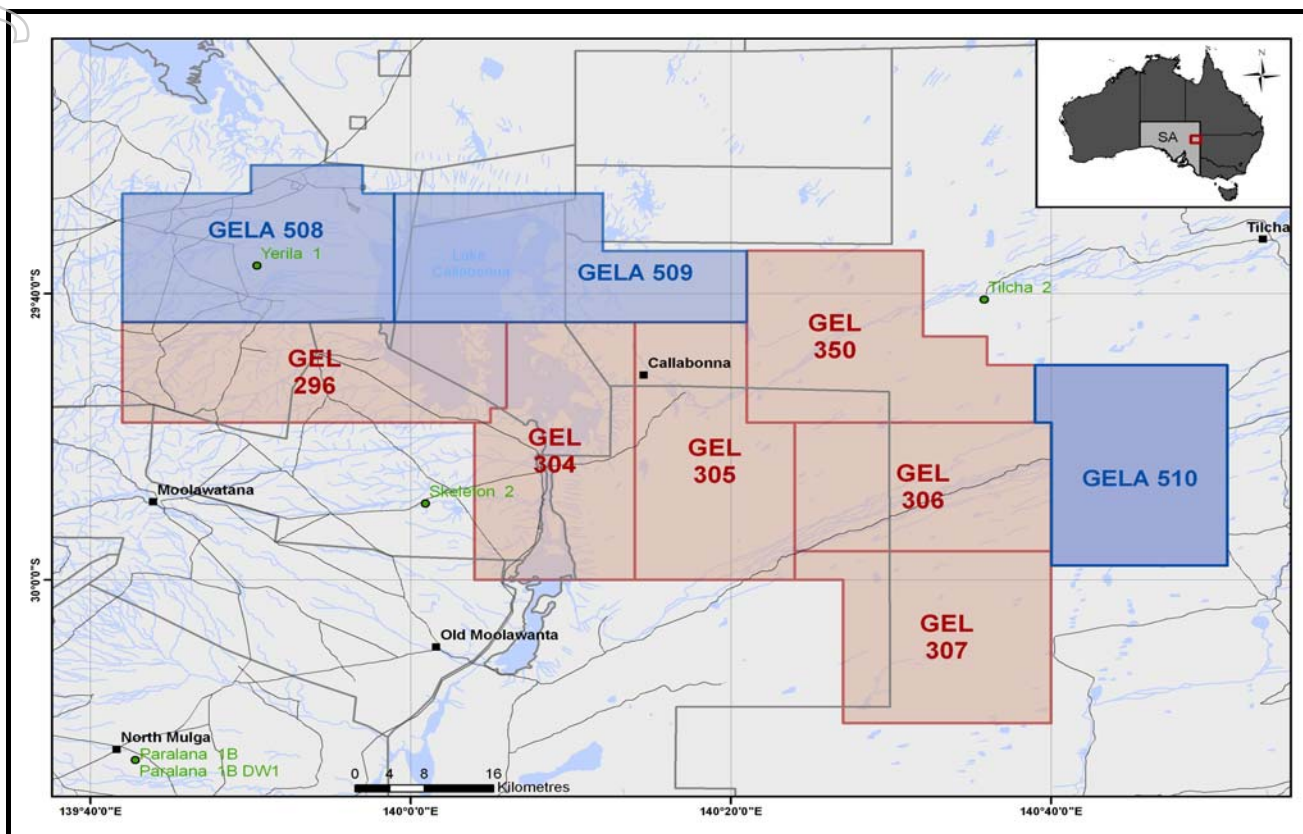 N
SA
GELA 508
Yerila 1
Lake
Callabonna
GELA 509
Tilcha
Tilcha 2
29°40'0"S
GEL
350
GEL
296
Callabonna
GEL
304
GEL
305
GEL
306
GELA 510
Moolawatana
Skeleton 2
30°0'0"S
Old Moolawanta
GEL
307
North Mulga
Paralana 1B
Paralana 1B DW1
0 4 8 16
Kilometres
139°40'0"E
140°0'0"E
140°20'0"E
140°40'0"E